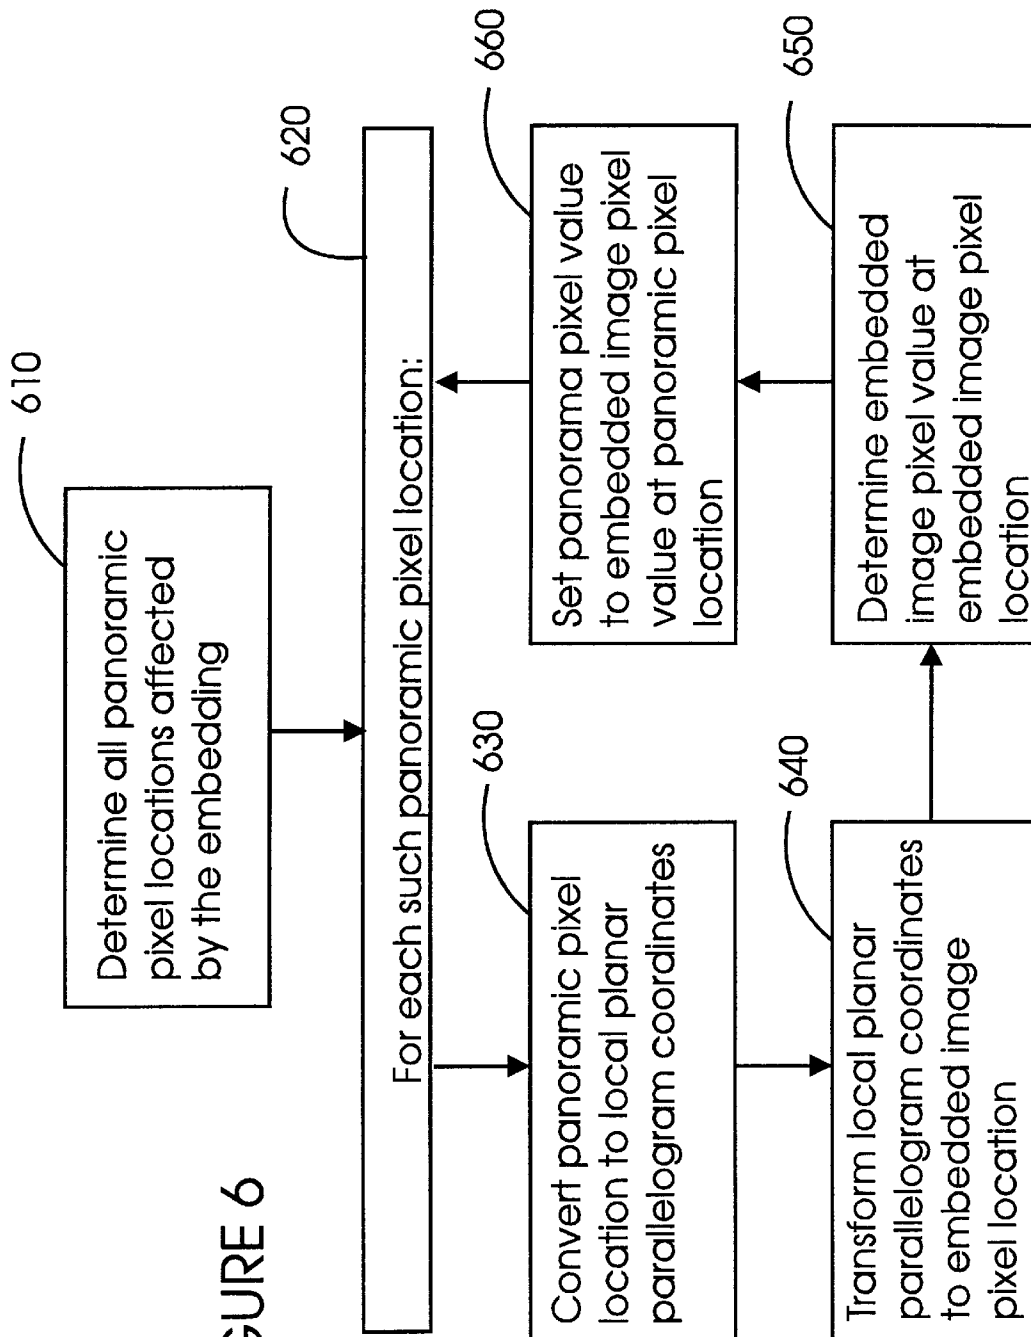 GURE 6
610
Determine all panoramic
pixel locations affected
by the embedding
620
For each such panoramic pixel location:
630
Convert panoramic pixel
location to local planar
parallelogram coordinates
640
Transform local planar
parallelogram coordinates
to embedded image
pixel location
650
Determine embedded
image pixel value at
embedded image pixel
location
660
Set panorama pixel value
to embedded image pixel
value at panoramic pixel
location